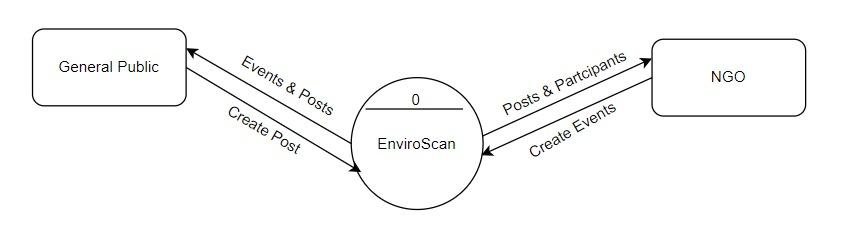 General Public
Events & Posts
Create Post
0
EnviroScan
Posts & Partcipants
Create Events
NGO